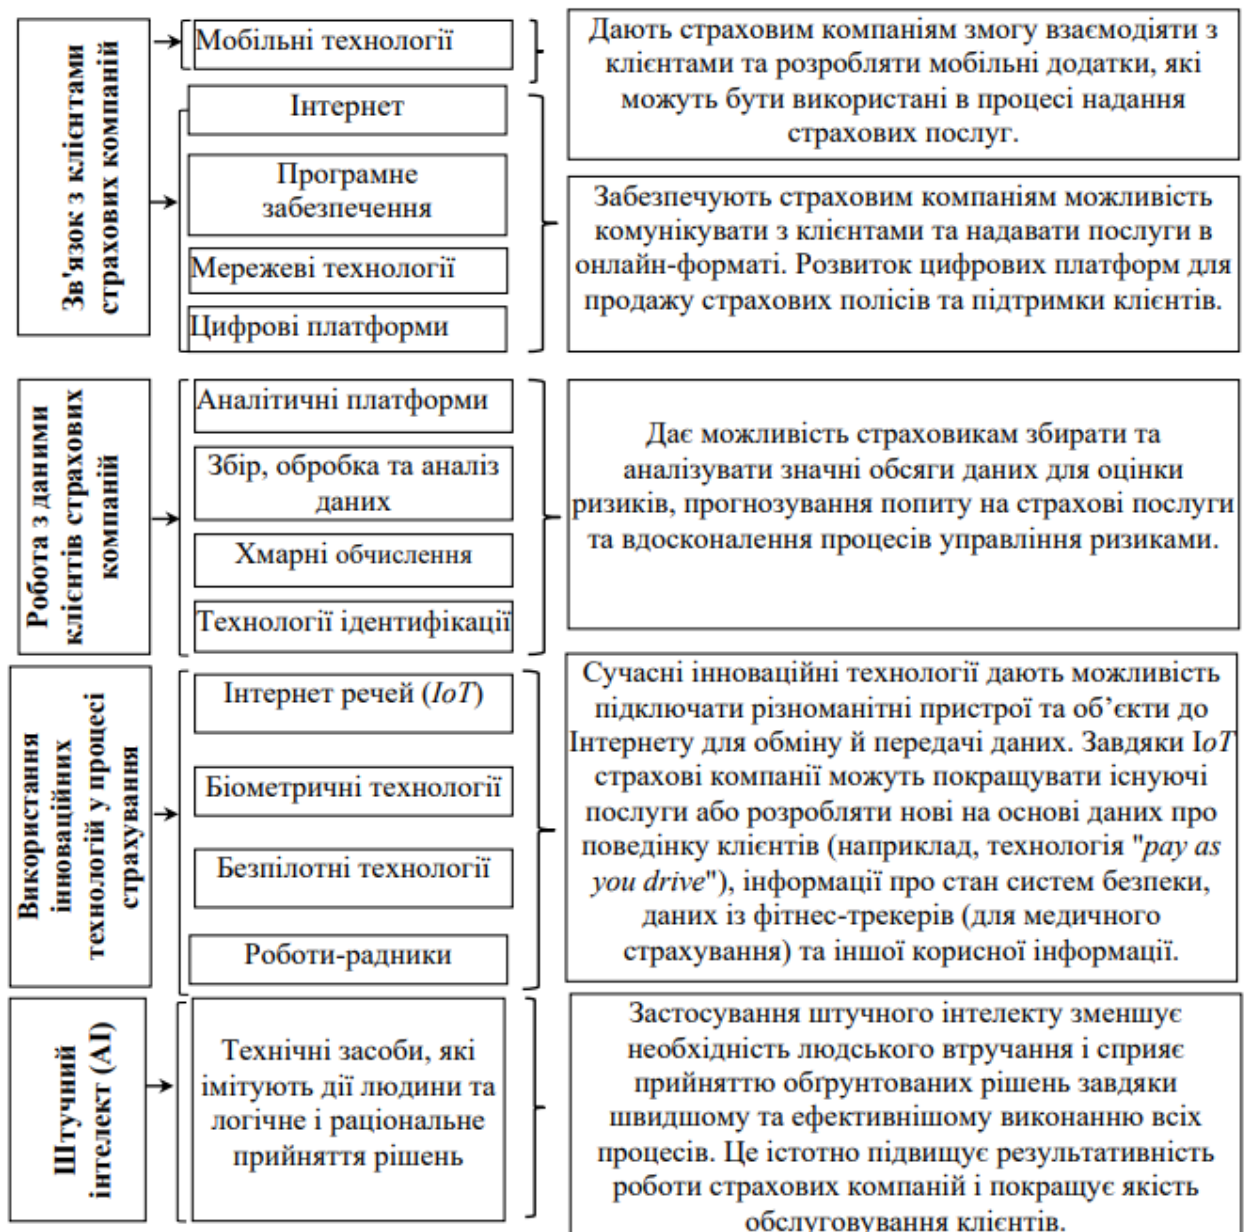 Зв'язок з клієнтами
страхових компаній
Мобільні технології
Дають страховим компаніям змогу взаємодіяти з
клієнтами та розробляти мобільні додатки, які
можуть бути використані в процесі надання
страхових послуг.
Інтернет
Програмне
забезпечення
Мережеві технології
Цифрові платформи
Забезпечують страховим компаніям можливість
комунікувати з клієнтами та надавати послуги в
онлайн-форматі. Розвиток цифрових платформ для
продажу страхових полісів та підтримки клієнтів.
Робота з даними
клієнтів страхових
компаній
Аналітичні платформи
Збір, обробка та аналіз
даних
Хмарні обчислення
Технології ідентифікації
Дає можливість страховикам збирати та
аналізувати значні обсяги даних для оцінки
ризиків, прогнозування попиту на страхові послуги
та вдосконалення процесів управління ризиками.
Використання
інноваційних
технологій у процесі
страхування
Інтернет речей (IoT)
Біометричні технології
Безпілотні технології
Роботи-радники
Сучасні інноваційні технології дають можливість
підключати різноманітні пристрої та об’єкти до
Інтернету для обміну й передачі даних. Завдяки IoT
страхові компанії можуть покращувати існуючі
послуги або розробляти нові на основі даних про
поведінку клієнтів (наприклад, технологія "pay as
you drive"), інформації про стан систем безпеки,
даних із фітнес-трекерів (для медичного
страхування) та іншої корисної інформації.
Штучний
інтелект (AI)
Технічні засоби, які
імітують дії людини та
логічне і раціональне
прийняття рішень
Застосування штучного інтелекту зменшує
необхідність людського втручання і сприяє
прийняттю обґрунтованих рішень завдяки
швидшому та ефективнішому виконанню всіх
процесів. Це істотно підвищує результативність
роботи страхових компаній і покращує якість
обслуговування клієнтів.